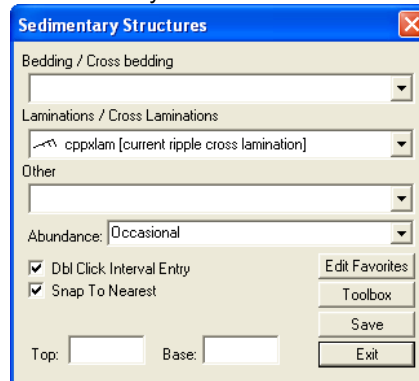 Sedimentary Structures
Bedding / Cross bedding
Laminations / Cross Laminations
cppxlam [current ripple cross lamination]
Other
Abundance: Occasional
Dbl Click Interval Entry
Edit Favorites
Snap To Nearest
Toolbox
Save
Top: Base: Exit